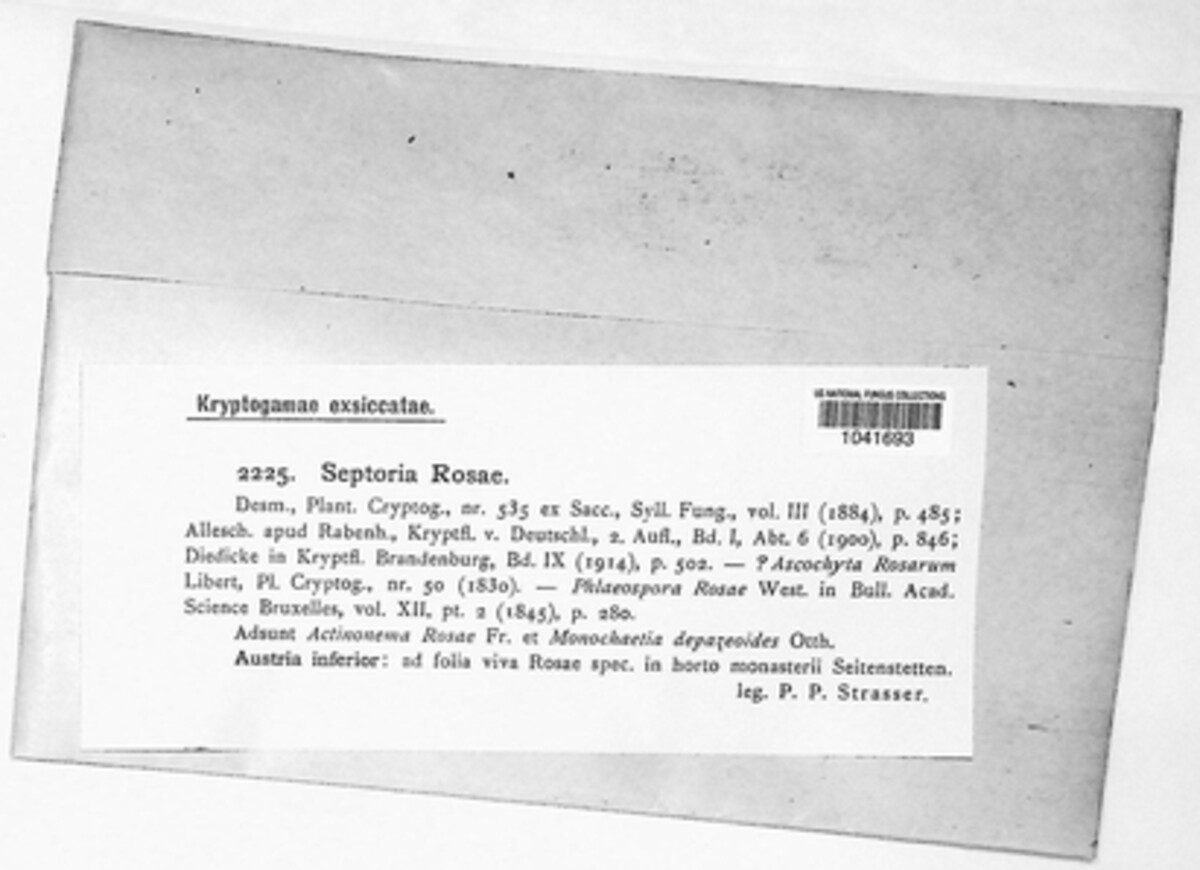 Kryptogamae exsiccatae.
US NATIONAL FUNGUS COLLECTIONS
1041693
2225. Septoria Rosae.
Desm., Plant. Cryptog., nr. 535 ex Sacc., Syll. Fung., vol. III (1884), p. 485;
Allesch. apud Rabenh., Kryptfl. v. Deutschl., 2. Aufl., Bd. I, Abt. 6 (1900), p. 846;
Diedicke in Kryptfl. Brandenburg, Bd. IX (1914), p. 502. — ? Ascochyta Rosarum
Libert, Pl. Cryptog., nr. 50 (1830). — Phlaeospora Rosae West. in Bull. Acad.
Science Bruxelles, vol. XII, pt. 2 (1845), p. 280.
Adsunt Actinonema Rosae Fr. et Monochaetia depazeoides Otth.
Austria inferior: ad folia viva Rosae spec. in horto monasterii Seitenstetten.
leg. P. P. Strasser.